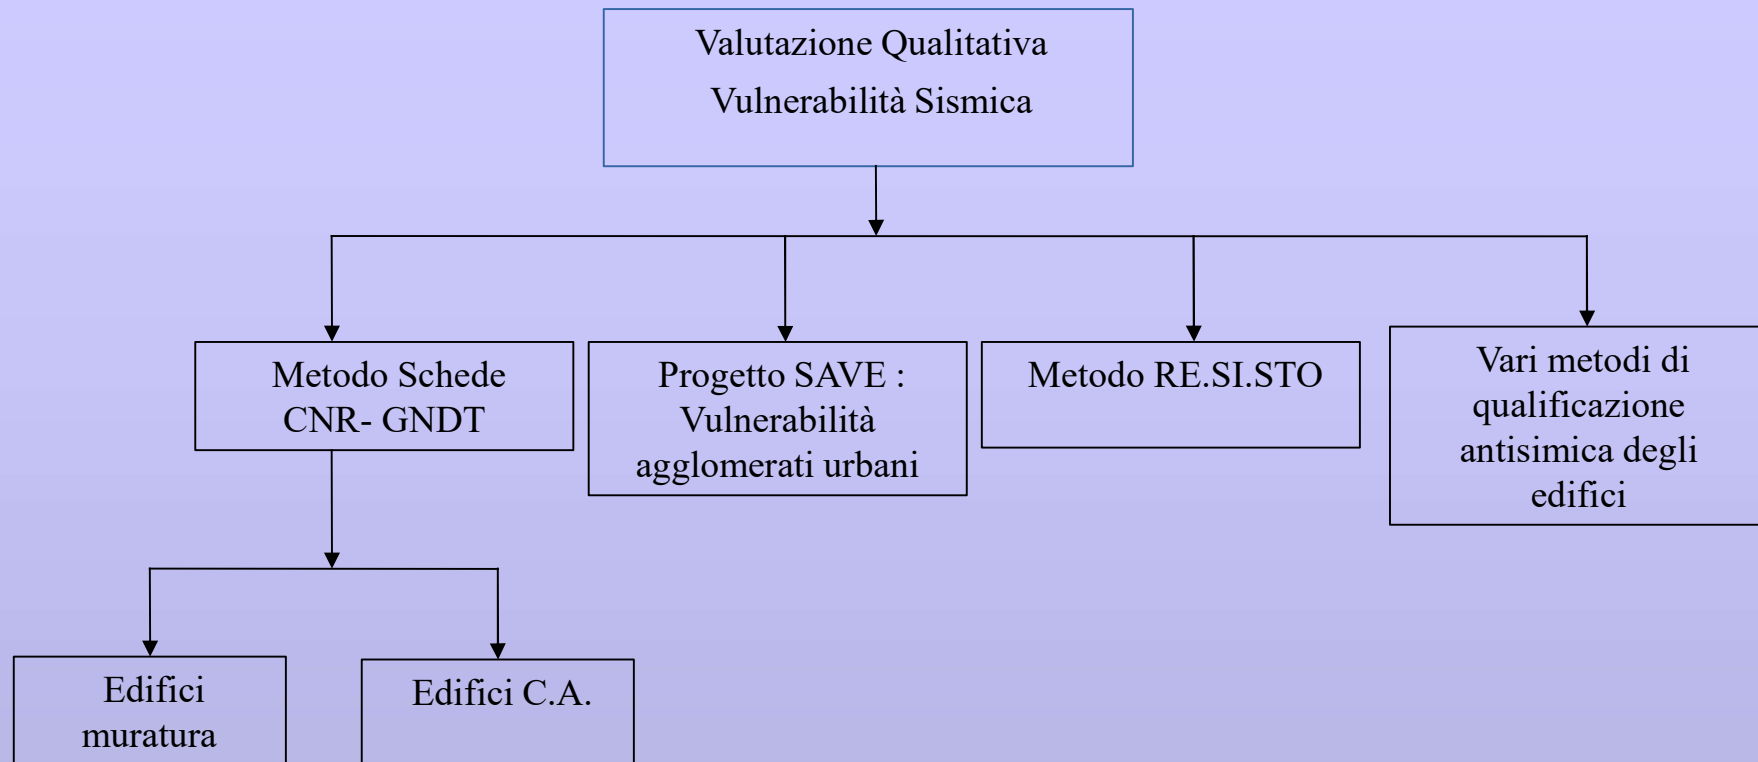 Valutazione Qualitativa
Vulnerabilità Sismica
Metodo Schede
CNR- GNDT
Progetto SAVE :
Vulnerabilità
agglomerati urbani
Metodo RE.SI.STO
Vari metodi di
qualificazione
antisimica degli
edifici
Edifici
muratura
Edifici C.A.